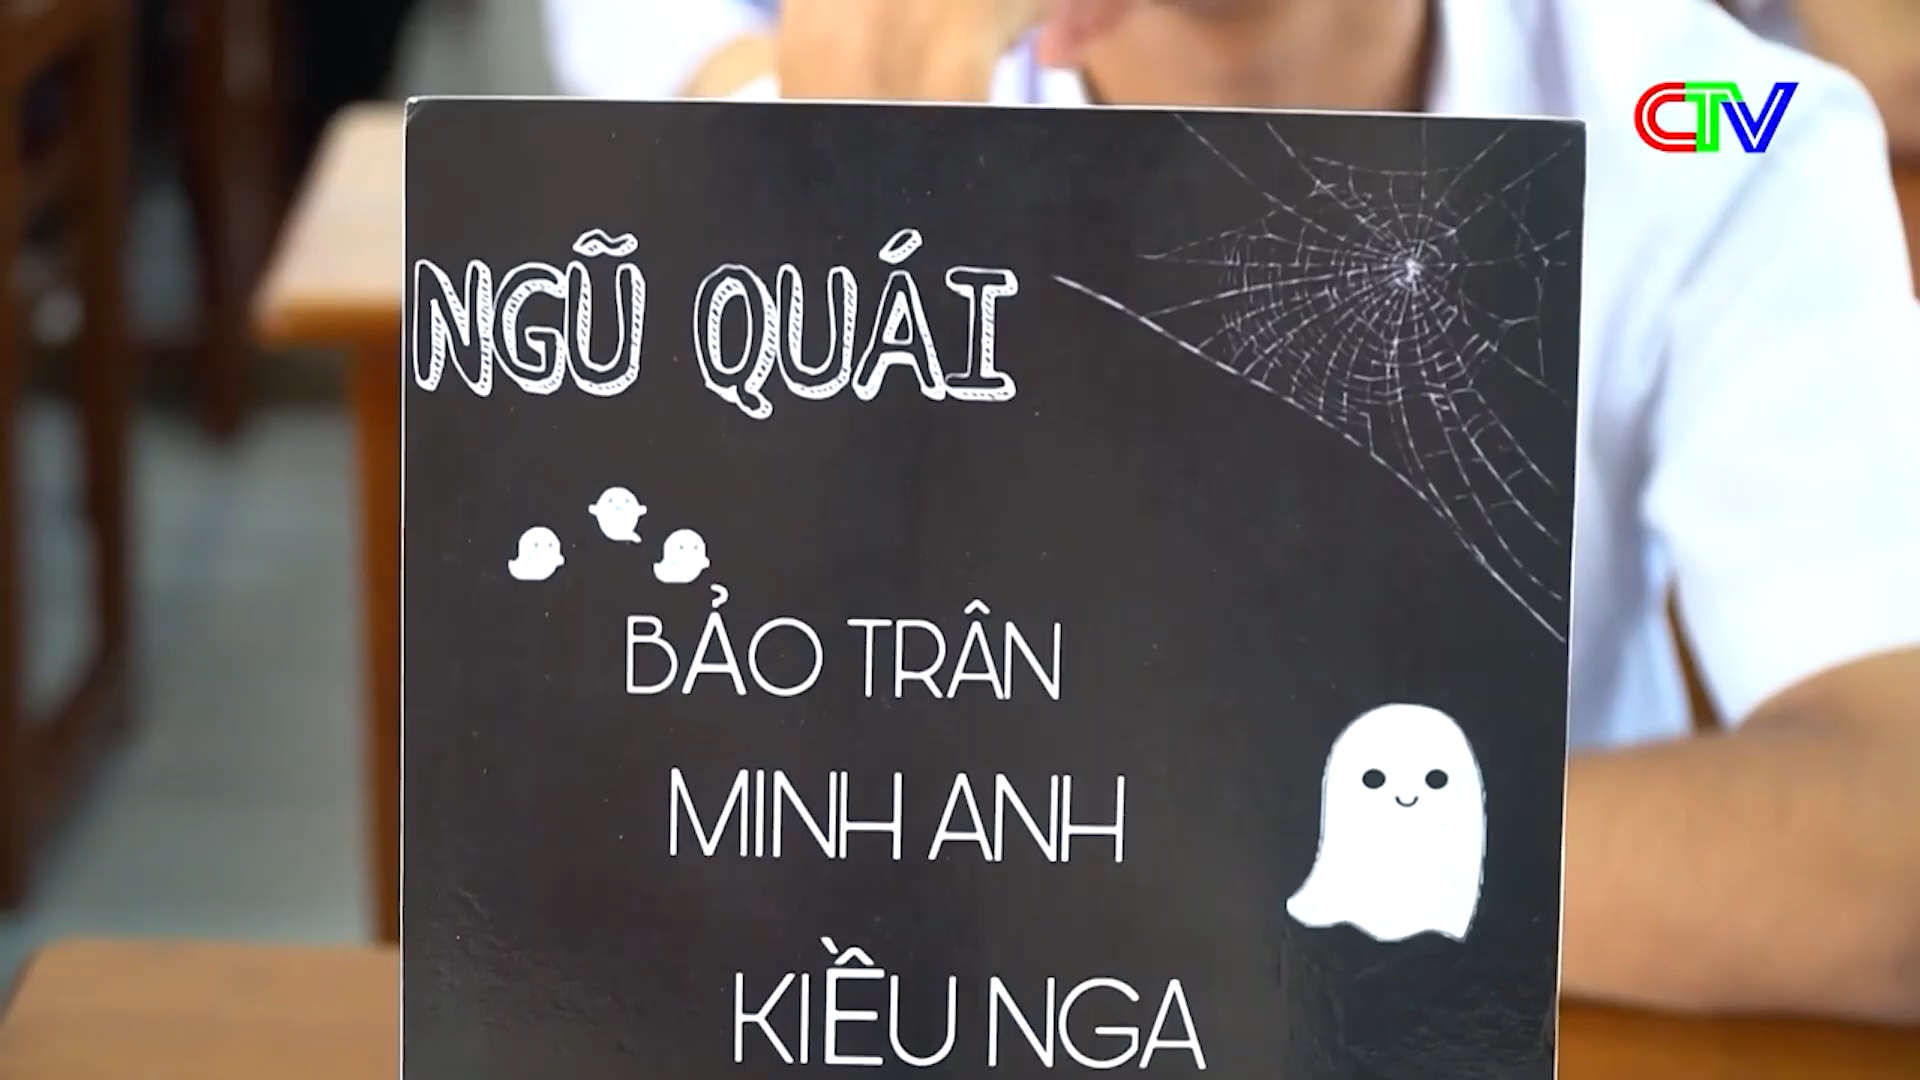 CTV
NGŨ QUÁI
BẢO TRÂN
MINH ANH
KIỀU NGA